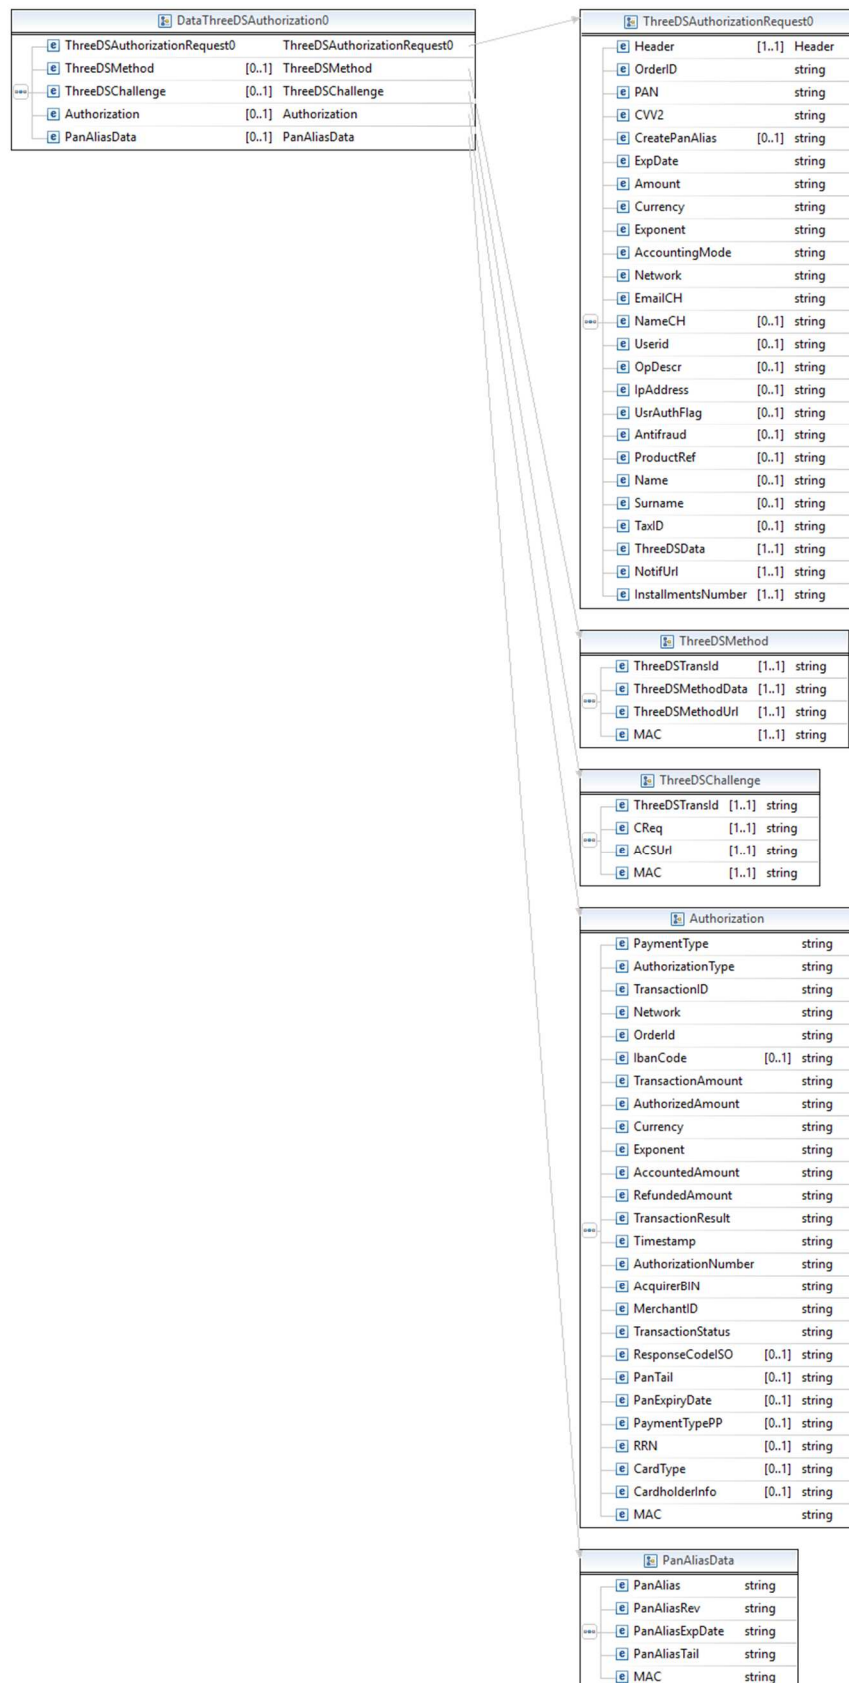 DataThreeDSAuthorization0
ThreeDSAuthorizationRequest0 ThreeDSAuthorizationRequest0
ThreeDSMethod [0..1] ThreeDSMethod
ThreeDSChallenge [0..1] ThreeDSChallenge
Authorization [0..1] Authorization
PanAliasData [0..1] PanAliasData
ThreeDSAuthorizationRequest0
Header [1..1] Header
OrderID string
PAN string
CVV2 string
CreatePanAlias [0..1] string
ExpDate string
Amount string
Currency string
Exponent string
AccountingMode string
Network string
EmailCH string
NameCH [0..1] string
Userid [0..1] string
OpDescr [0..1] string
IpAddress [0..1] string
UsrAuthFlag [0..1] string
Antifraud [0..1] string
ProductRef [0..1] string
Name [0..1] string
Surname [0..1] string
TaxID [0..1] string
ThreeDSData [1..1] string
NotifUrl [1..1] string
InstallmentsNumber [1..1] string
ThreeDSMethod
ThreeDSTransId [1..1] string
ThreeDSMethodData [1..1] string
ThreeDSMethodUrl [1..1] string
MAC [1..1] string
ThreeDSChallenge
ThreeDSTransId [1..1] string
CReq [1..1] string
ACSUrl [1..1] string
MAC [1..1] string
Authorization
PaymentType string
AuthorizationType string
TransactionID string
Network string
OrderId string
IbanCode [0..1] string
TransactionAmount string
AuthorizedAmount string
Currency string
Exponent string
AccountedAmount string
RefundedAmount string
TransactionResult string
Timestamp string
AuthorizationNumber string
AcquirerBIN string
MerchantID string
TransactionStatus string
ResponseCodeISO [0..1] string
PanTail [0..1] string
PanExpiryDate [0..1] string
PaymentTypePP [0..1] string
RRN [0..1] string
CardType [0..1] string
CardholderInfo [0..1] string
MAC string
PanAliasData
PanAlias string
PanAliasRev string
PanAliasExpDate string
PanAliasTail string
MAC string